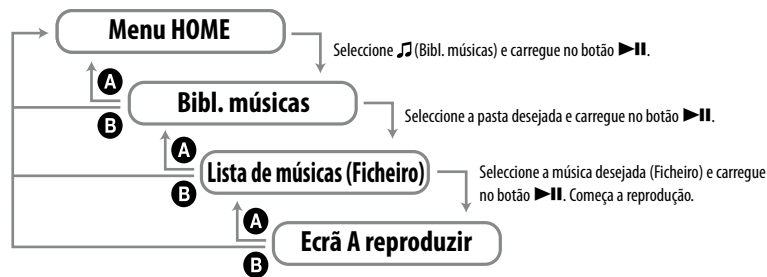 Menu HOME
Seleccione ♫ (Bibl. músicas) e carregue no botão ►II.
A
Bibl. músicas
B
Seleccione a pasta desejada e carregue no botão ►II.
A
Lista de músicas (Ficheiro)
B
Seleccione a música desejada (Ficheiro) e carregue
no botão ►II. Começa a reprodução.
A
Ecrã A reproduzir
B